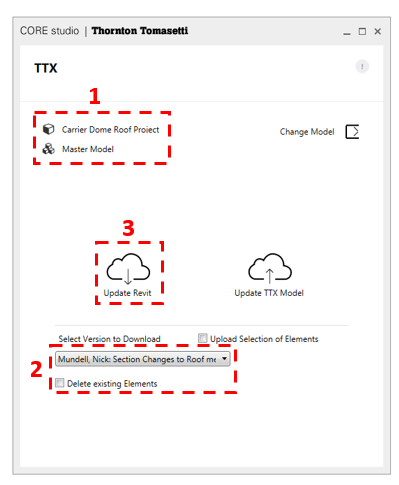 CORE studio | Thornton Tomasetti
TTX
!
1
Carrier Dome Roof Project
Master Model
Change Model
3
Update Revit
Update TTX Model
Select Version to Download
Upload Selection of Elements
2
Mundell, Nick: Section Changes to Roof me
Delete existing Elements